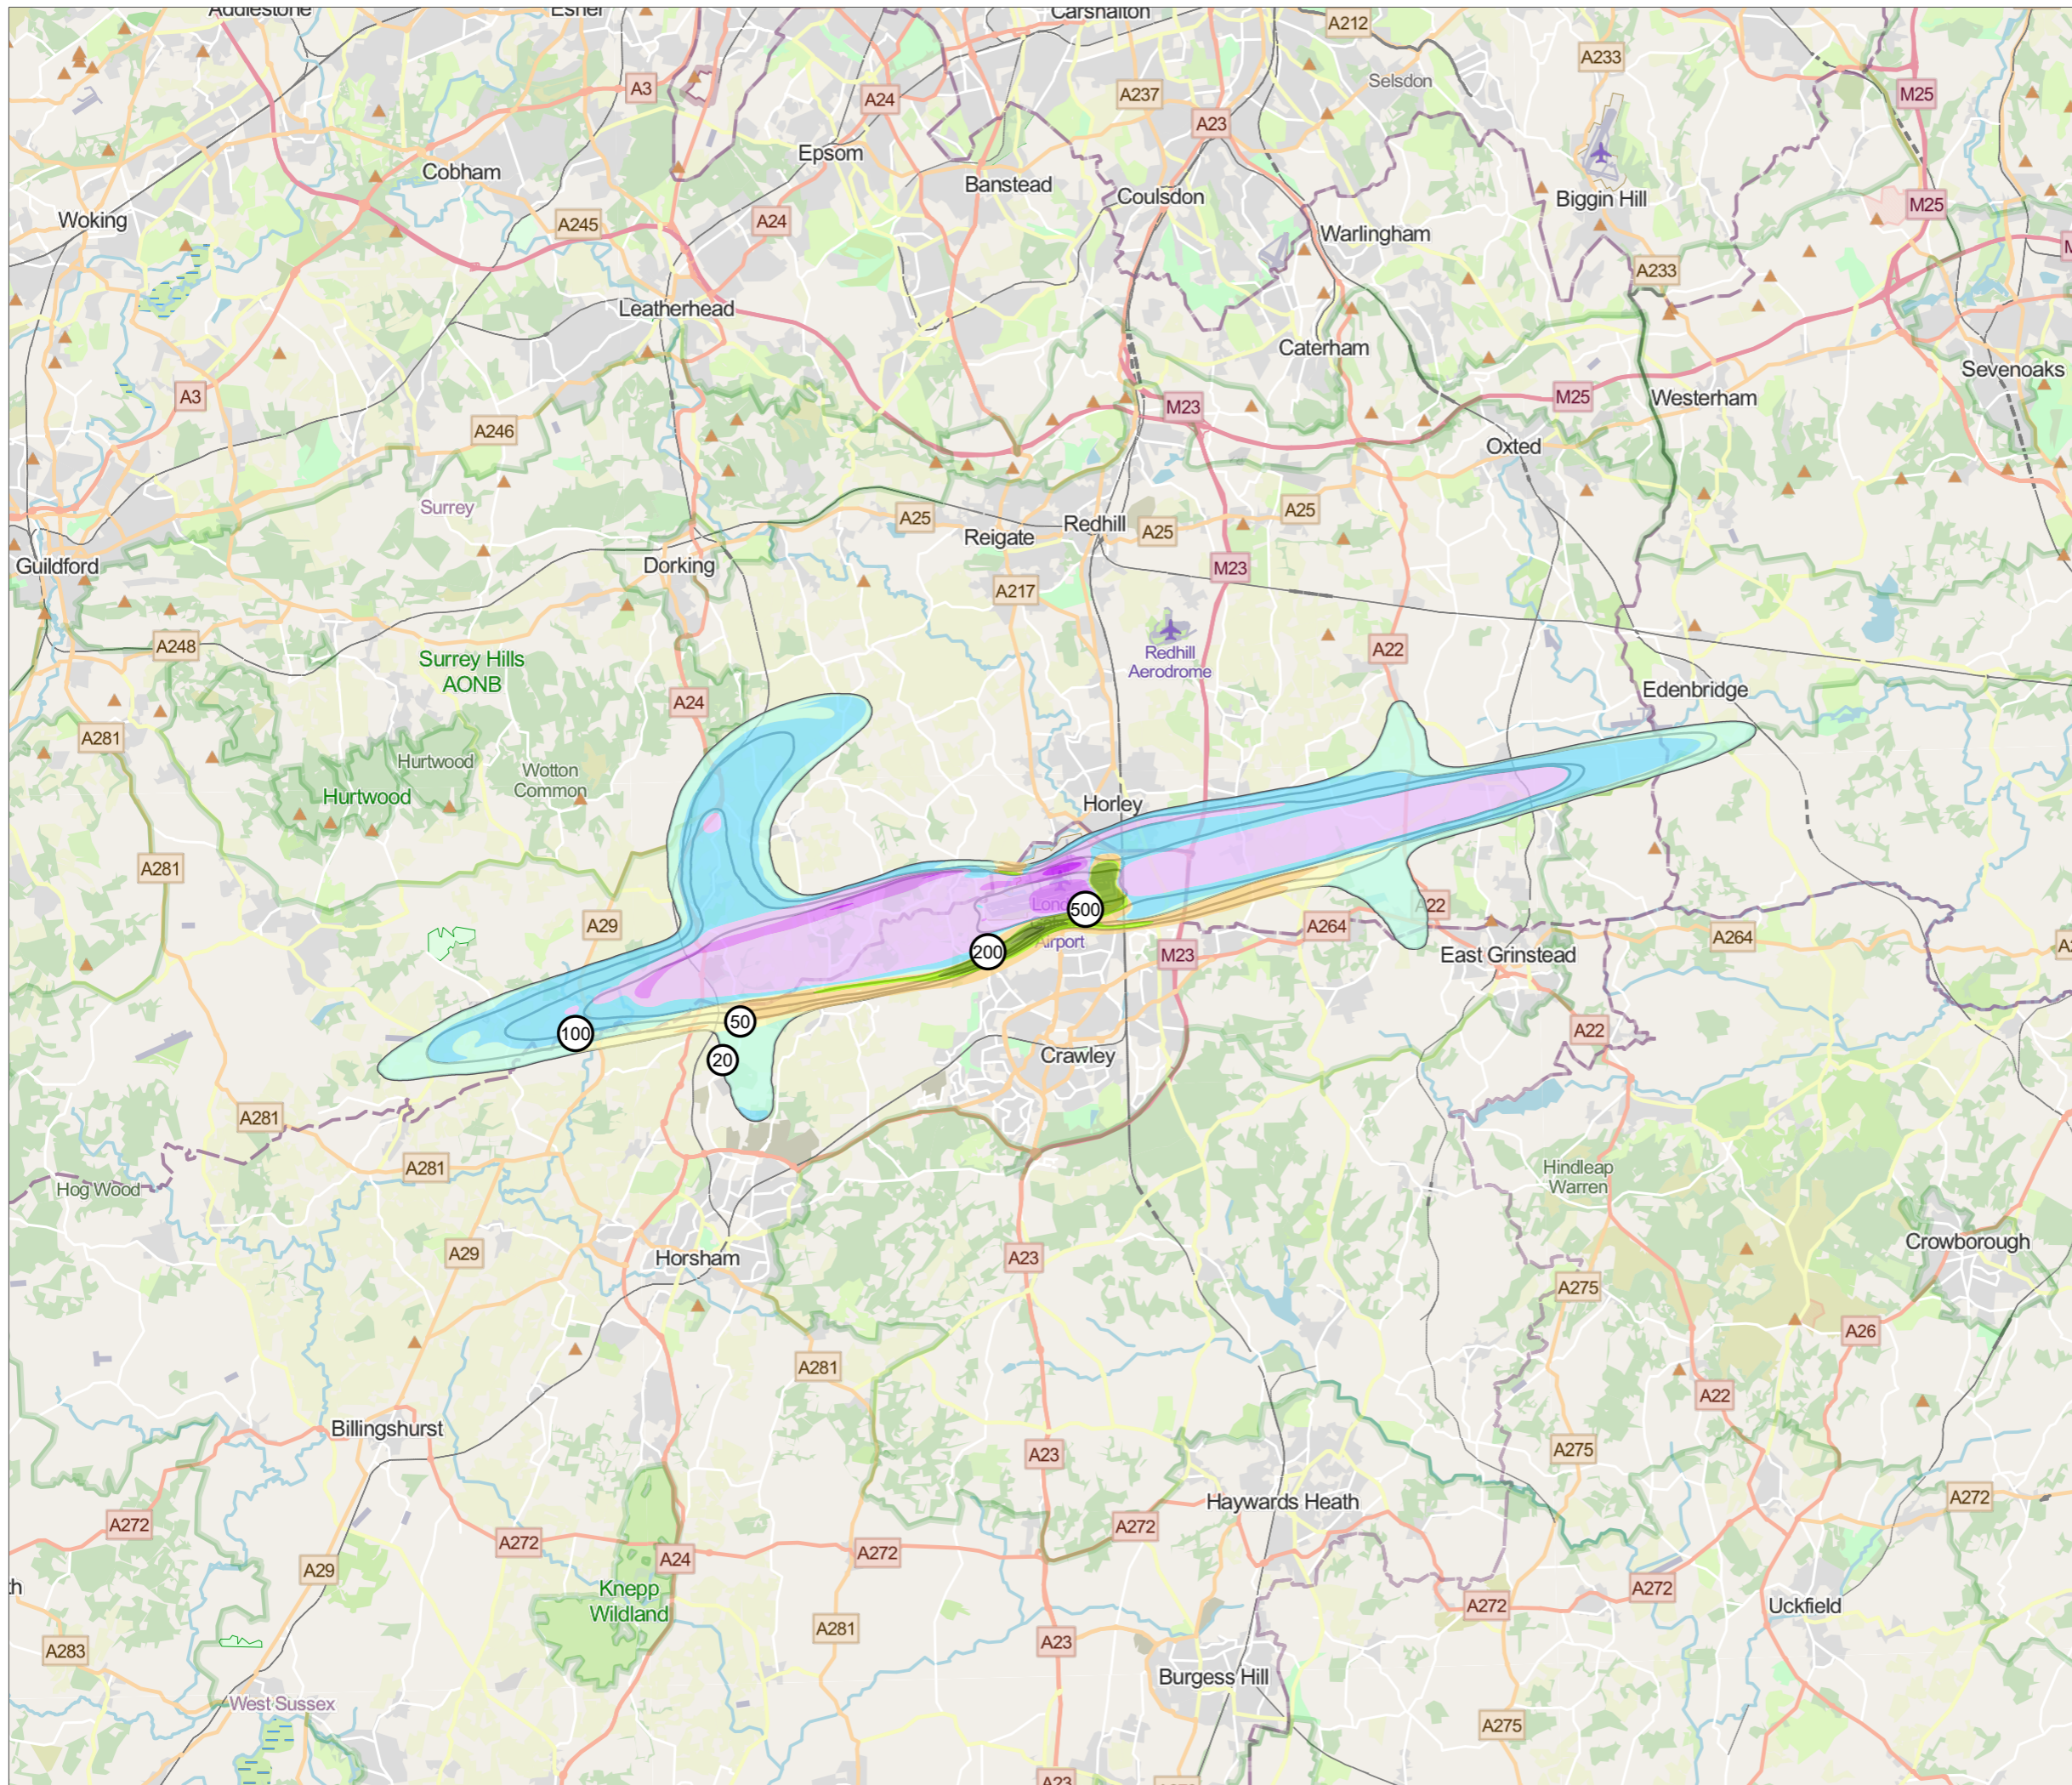 Addlestone
Esher
Carshalton
A212
A233
A3
A24
A237
Selsdon
M25
A23
Epsom
Cobham
Banstead
Coulsdon
Biggin Hill
M25
Woking
A245
A24
Warlingham
A233
Leatherhead
Caterham
Sevenoaks
A3
M23
M25
Westerham
A246
Oxted
Surrey
A25
Reigate
Redhill
A25
A25
Guildford
Dorking
M23
A217
A248
Surrey Hills
AONB
Redhill
Aerodrome
A22
A24
Edenbridge
A281
Hurtwood
Wotton
Common
Hurtwood
Horley
A281
500
A29
A22
A264
A264
200
Airport
M23
East Grinstead
50
100
20
A22
Crawley
A281
A281
Hog Wood
Hindleap
Warren
A29
Horsham
A23
Crowborough
A275
A26
A281
A22
Billingshurst
A23
A275
Haywards Heath
A272
A272
A272
A272
A24
A272
A29
Knepp
Wildland
A272
A272
Uckfield
A281
A283
A23
Burgess Hill
West Sussex
A275
A23